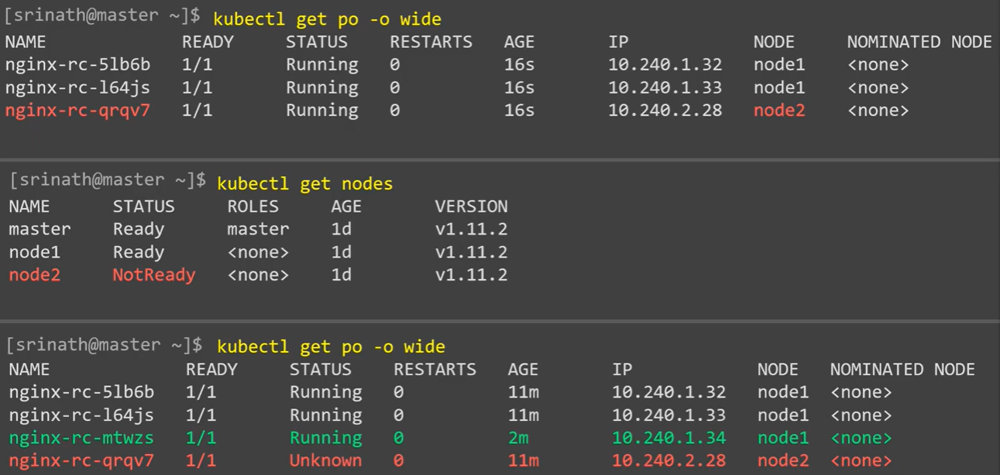 [srinath@master ~]$ kubectl get po -o wide
NAME READY STATUS RESTARTS AGE IP NODE NOMINATED NODE
nginx-rc-5lb6b 1/1 Running 0 16s 10.240.1.32 node1 <none>
nginx-rc-l64js 1/1 Running 0 16s 10.240.1.33 node1 <none>
nginx-rc-qrqv7 1/1 Running 0 16s 10.240.2.28 node2 <none>
[srinath@master ~]$ kubectl get nodes
NAME STATUS ROLES AGE VERSION
master Ready master 1d v1.11.2
node1 Ready <none> 1d v1.11.2
node2 NotReady <none> 1d v1.11.2
[srinath@master ~]$ kubectl get po -o wide
NAME READY STATUS RESTARTS AGE IP NODE NOMINATED NODE
nginx-rc-5lb6b 1/1 Running 0 11m 10.240.1.32 node1 <none>
nginx-rc-l64js 1/1 Running 0 11m 10.240.1.33 node1 <none>
nginx-rc-mtwzs 1/1 Running 0 2m 10.240.1.34 node1 <none>
nginx-rc-qrqv7 1/1 Unknown 0 11m 10.240.2.28 node2 <none>